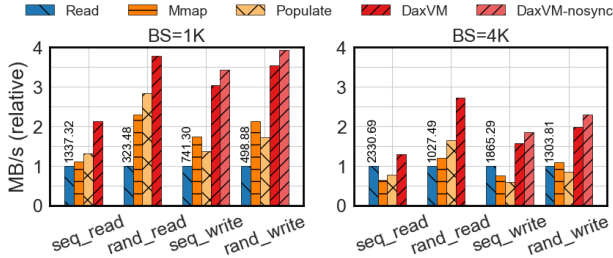 Read Mmap Populate DaxVM DaxVM-nosync
BS=1K BS=4K
MB/s (relative)
4
3
2
1
0
1337.32 323.48 741.30 498.88
seq_read rand_read seq_write rand_write
4
3
2
1
0
2330.69 1027.49 1865.29 1303.81
seq_read rand_read seq_write rand_write